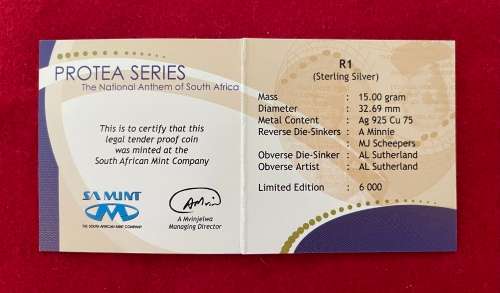 PROTEA SERIES
The National Anthem of South Africa
This is to certify that this
legal tender proof coin
was minted at the
South African Mint Company
SA MINT
THE SOUTH AFRICAN MINT COMPANY
AMvin
A Mvinjelwa
Managing Director
R1
(Sterling Silver)
Mass : 15.00 gram
Diameter : 32.69 mm
Metal Content : Ag 925 Cu 75
Reverse Die-Sinkers : A Minnie
MJ Scheepers
Obverse Die-Sinker : AL Sutherland
Obverse Artist : AL Sutherland
Limited Edition : 6 000